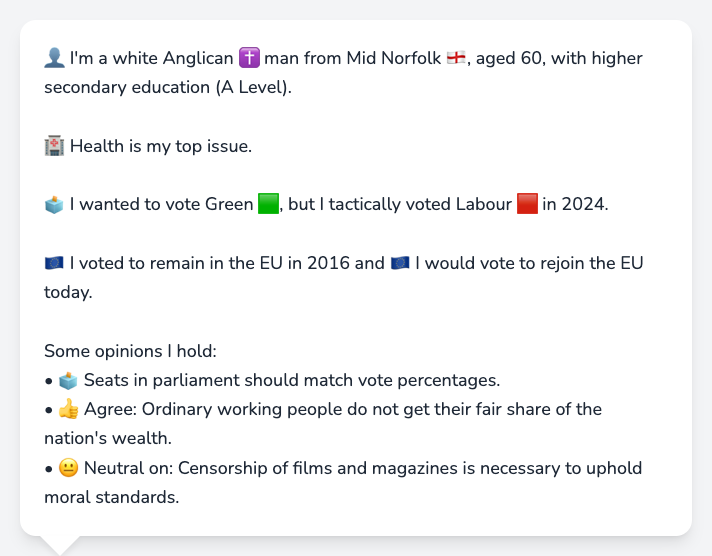 👤 I'm a white Anglican ✝️ man from Mid Norfolk 🏴󠁧󠁢󠁥󠁮󠁧󠁿, aged 60, with higher
secondary education (A Level).
🏥 Health is my top issue.
🗳️ I wanted to vote Green 🟩, but I tactically voted Labour 🟥 in 2024.
🇪🇺 I voted to remain in the EU in 2016 and 🇪🇺 I would vote to rejoin the EU
today.
Some opinions I hold:
• 🗳️ Seats in parliament should match vote percentages.
• 👍 Agree: Ordinary working people do not get their fair share of the
nation's wealth.
• 😐 Neutral on: Censorship of films and magazines is necessary to uphold
moral standards.